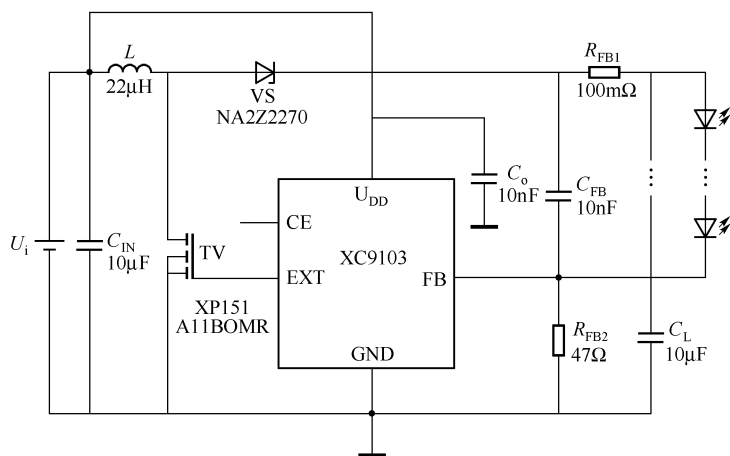 L
22μH
VS
NA2Z2270
R_FB1
100mΩ
U_i
C_IN
10μF
TV
XP151
A11BOMR
U_DD
CE
XC9103
EXT
FB
GND
C_o
10nF
C_FB
10nF
R_FB2
47Ω
C_L
10μF